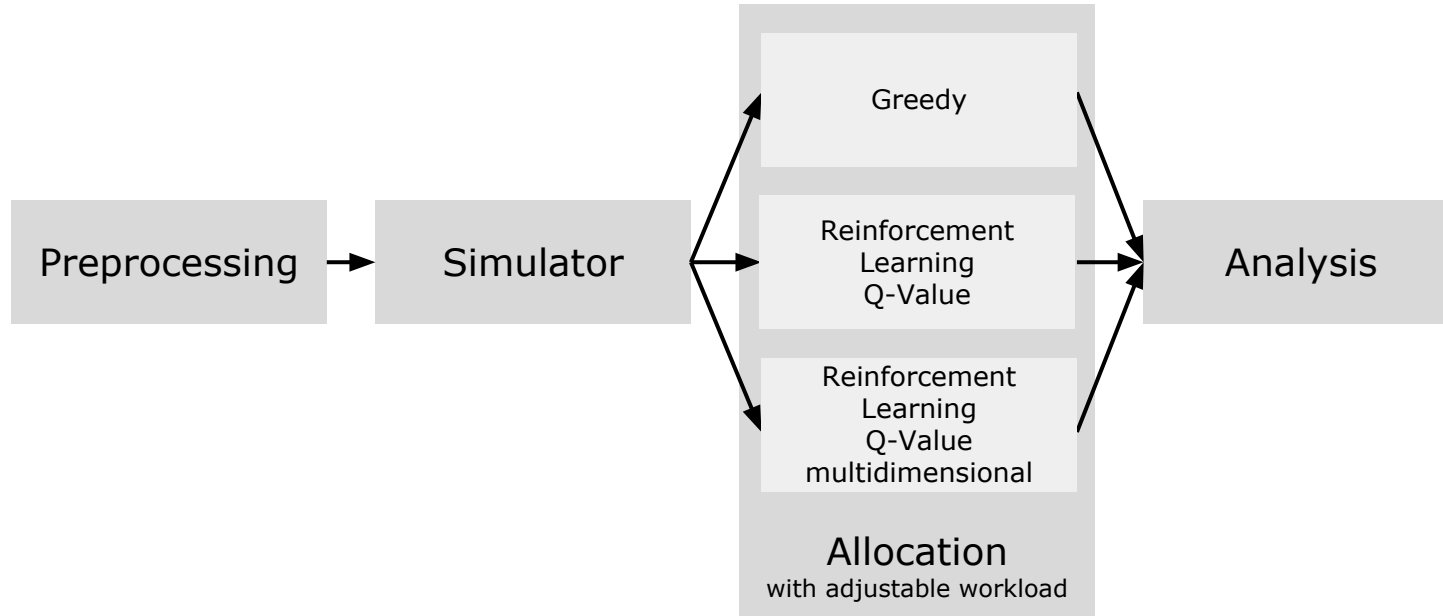 Preprocessing
Simulator
Greedy
Reinforcement
Learning
Q-Value
Reinforcement
Learning
Q-Value
multidimensional
Allocation
with adjustable workload
Analysis